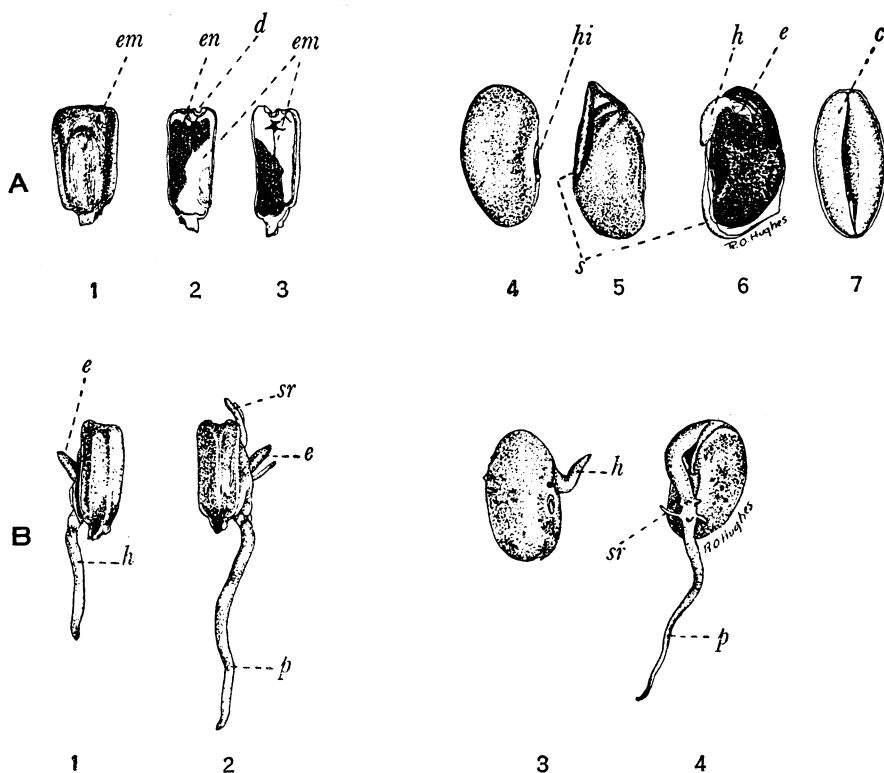 em en d em hi h e c
A
s
R.O. Hughes
1 2 3 4 5 6 7
e sr e h
B
h sr R.O. Hughes
p p
1 2 3 4